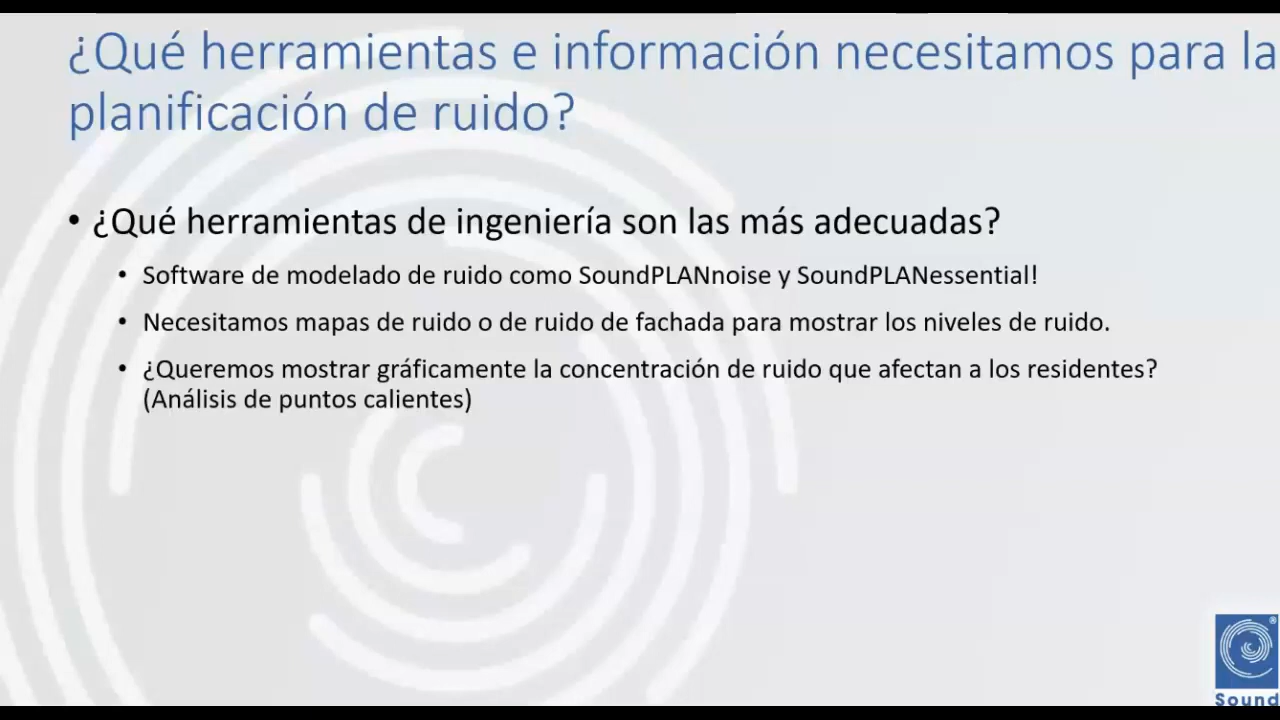 ¿Qué herramientas e información necesitamos para la
planificación de ruido?
• ¿Qué herramientas de ingeniería son las más adecuadas?
• Software de modelado de ruido como SoundPLANnoise y SoundPLANessential!
• Necesitamos mapas de ruido o de ruido de fachada para mostrar los niveles de ruido.
• ¿Queremos mostrar gráficamente la concentración de ruido que afectan a los residentes?
(Análisis de puntos calientes)
®
Sound